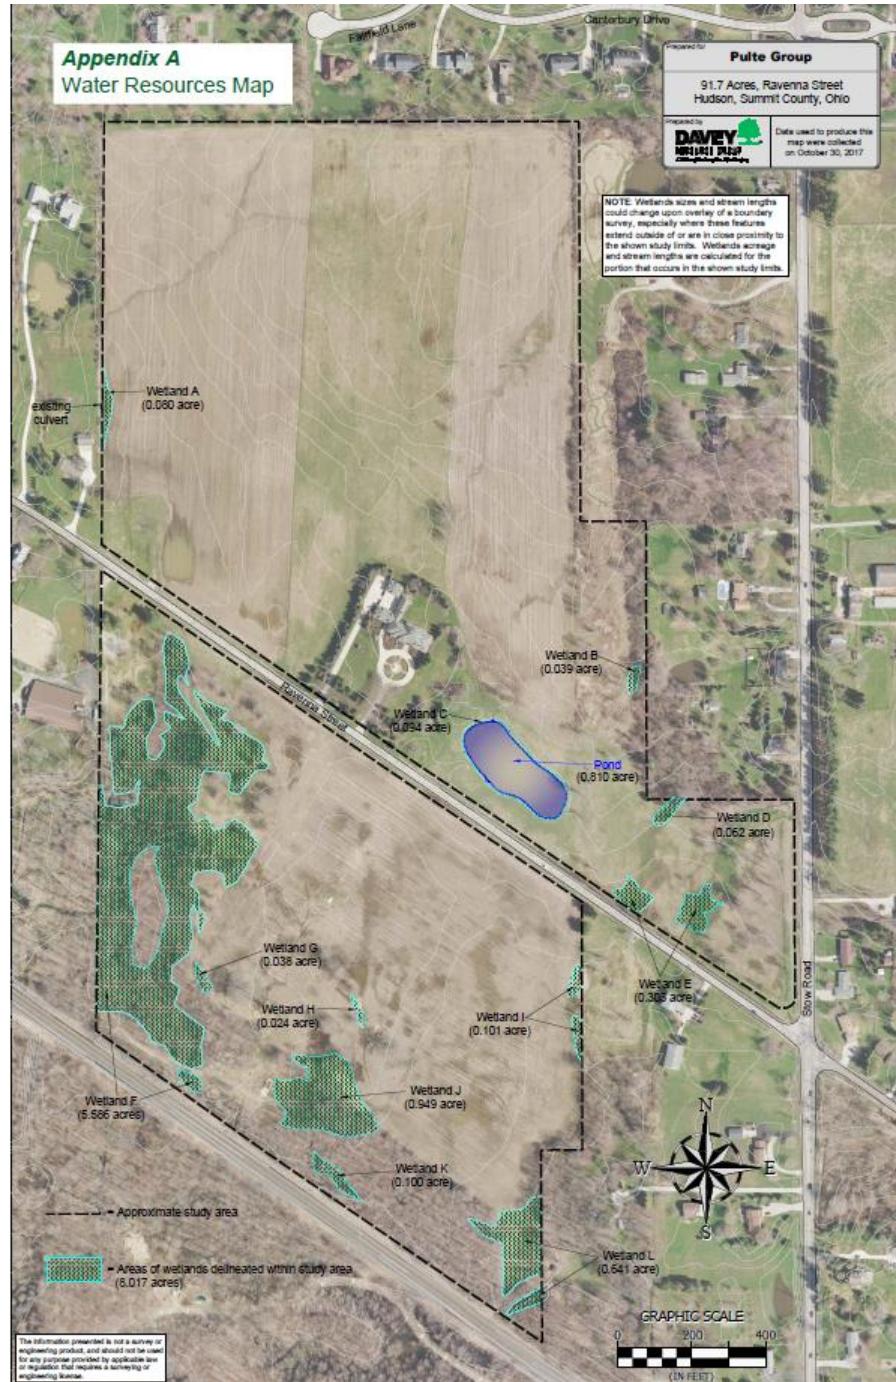 Fairfield Lane
Canterbury Drive
Appendix A
Water Resources Map
Prepared for
Pulte Group
91.7 Acres, Ravenna Street
Hudson, Summit County, Ohio
Prepared by
DAVEY
RESOURCE GROUP
Data used to produce this
map were collected
on October 30, 2017
NOTE: Wetlands sizes and stream lengths
could change upon overlay of a boundary
survey, especially where these features
extend outside of or are in close proximity to
the shown study limits. Wetlands acreage
and stream lengths are calculated for the
portion that occurs in the shown study limits.
Wetland A
(0.080 acre)
existing
culvert
Wetland B
(0.039 acre)
Ravenna Street
Wetland C
(0.094 acre)
Pond
(0.810 acre)
Wetland D
(0.062 acre)
Wetland G
(0.038 acre)
Wetland E
(0.303 acre)
Stow Road
Wetland H
(0.024 acre)
Wetland I
(0.101 acre)
Wetland F
(5.586 acres)
Wetland J
(0.949 acre)
Wetland K
(0.100 acre)
N
W
E
S
= Approximate study area
Wetland L
(0.641 acre)
= Areas of wetlands delineated within study area
(8.017 acres)
GRAPHIC SCALE
0 200 400
(IN FEET)
The information presented is not a survey or
engineering product, and should not be used
for any purpose provided by applicable law
or regulation that requires a surveying or
engineering license.